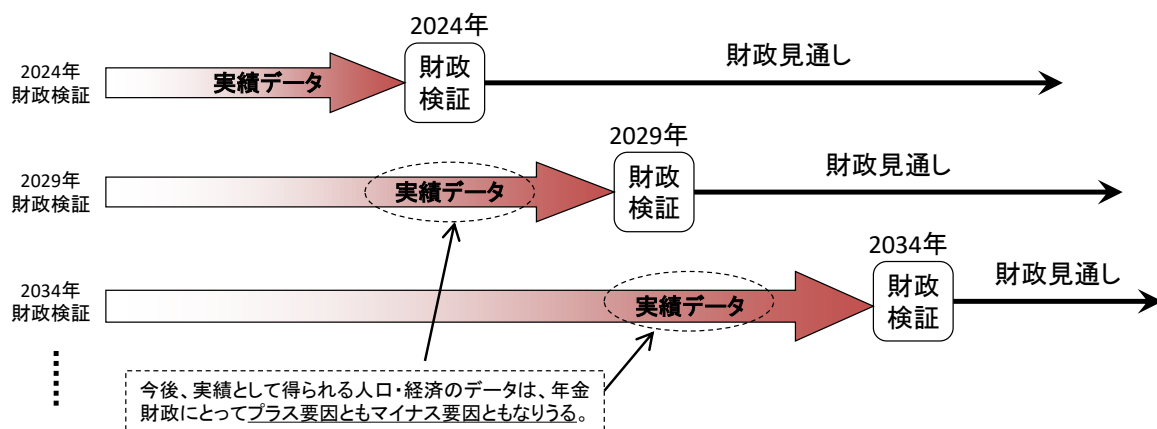 2024年
財政検証
実績データ
2024年
財政
検証
財政見通し
2029年
財政検証
実績データ
2029年
財政
検証
財政見通し
2034年
財政検証
実績データ
2034年
財政
検証
財政見通し
今後、実績として得られる人口・経済のデータは、年金
財政にとってプラス要因ともマイナス要因ともなりうる。